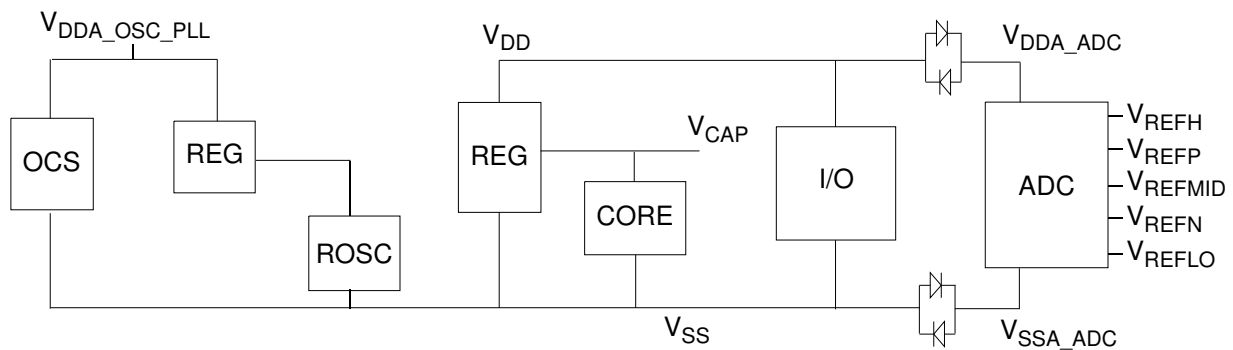 VDDA_OSC_PLL
VDD
VDDA_ADC
OCS
REG
ROSC
REG
VCAP
CORE
I/O
ADC
VREFH
VREFP
VREFMID
VREFN
VREFLO
VSS
VSSA_ADC